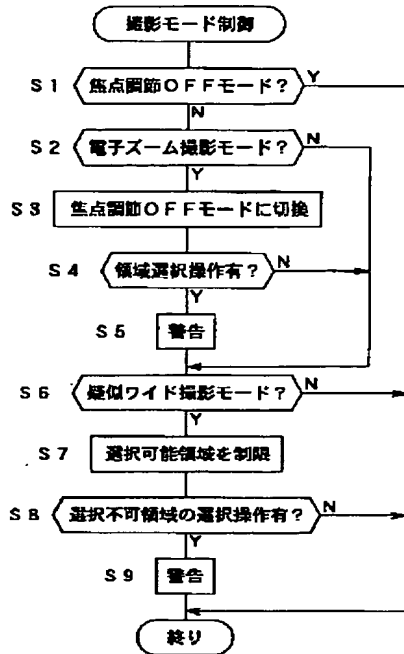 撮影モード制御
S1 焦点調節OFFモード? Y
N
S2 電子ズーム撮影モード? N
Y
S3 焦点調節OFFモードに切換
S4 領域選択操作有? N
Y
S5 警告
S6 疑似ワイド撮影モード? N
Y
S7 選択可能領域を制限
S8 選択不可領域の選択操作有? N
Y
S9 警告
終り